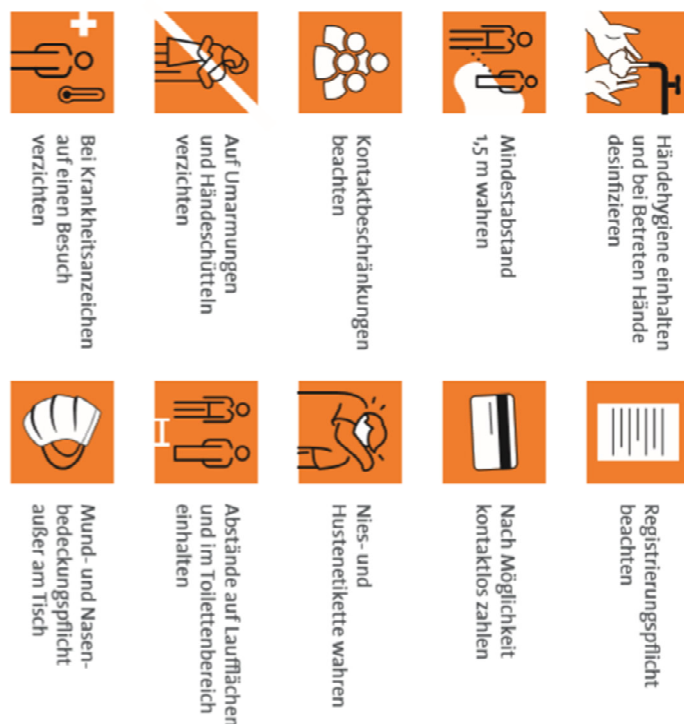 Händehygiene einhalten
und bei Betreten Hände
desinfizieren
Mindestabstand
1,5 m wahren
Kontaktbeschränkungen
beachten
Auf Umarmungen
und Händeschütteln
verzichten
Bei Krankheitsanzeichen
auf einen Besuch
verzichten
Registrierungspflicht
beachten
Nach Möglichkeit
kontaktlos zahlen
Nies- und
Hustenetikette wahren
Abstände auf Laufflächen
und im Toilettenbereich
einhalten
Mund- und Nasen-
bedeckungspflicht
außer am Tisch